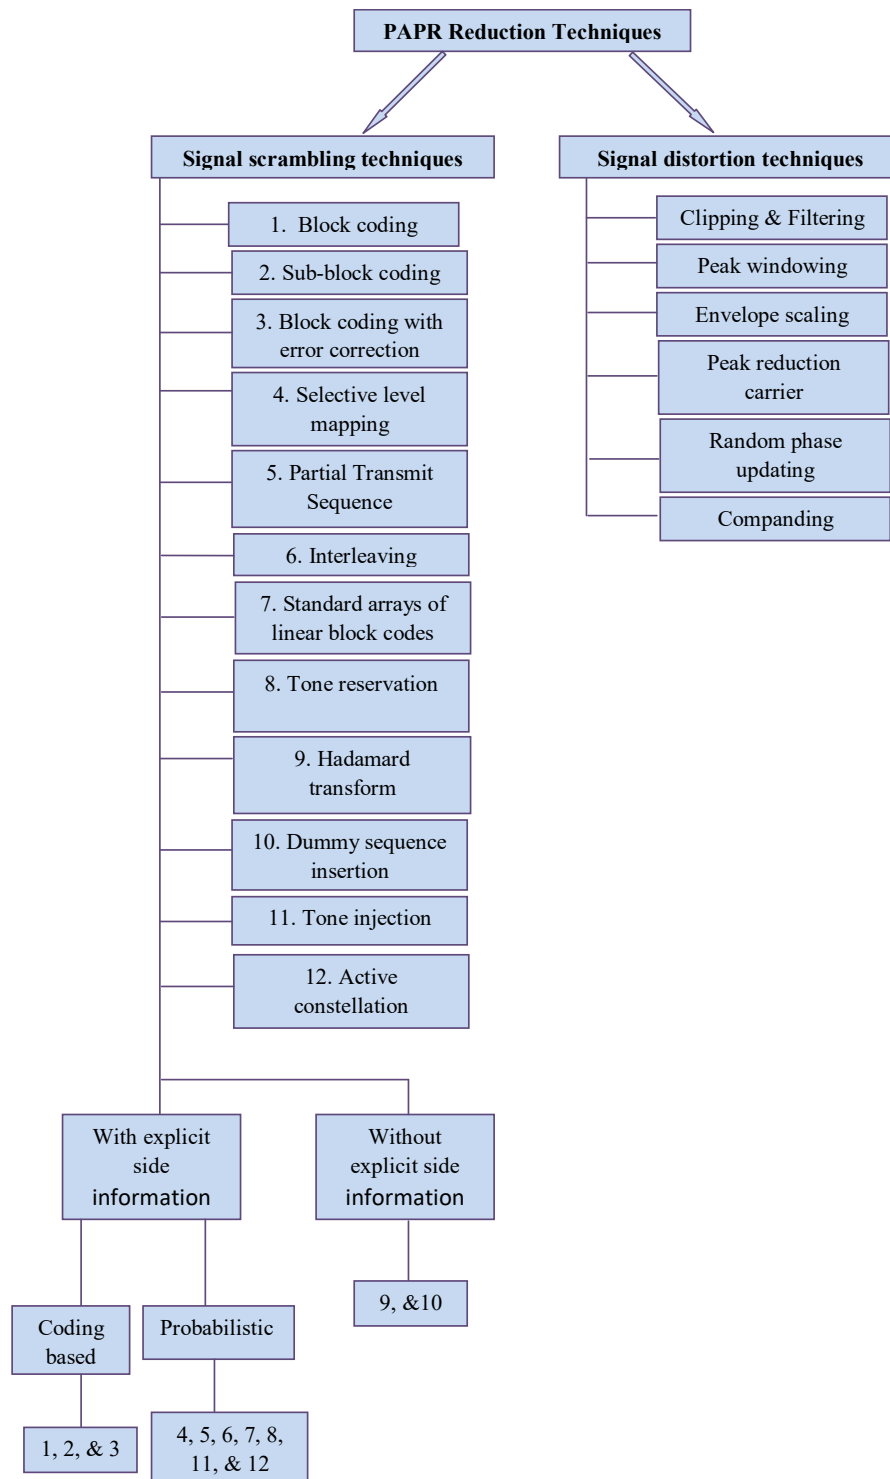 PAPR Reduction Techniques
Signal scrambling techniques
1. Block coding
2. Sub-block coding
3. Block coding with
error correction
4. Selective level
mapping
5. Partial Transmit
Sequence
6. Interleaving
7. Standard arrays of
linear block codes
8. Tone reservation
9. Hadamard
transform
10. Dummy sequence
insertion
11. Tone injection
12. Active
constellation
Signal distortion techniques
Clipping & Filtering
Peak windowing
Envelope scaling
Peak reduction
carrier
Random phase
updating
Companding
With explicit
side
information
Without
explicit side
information
Coding
based
Probabilistic
9, &10
1, 2, & 3
4, 5, 6, 7, 8,
11, & 12